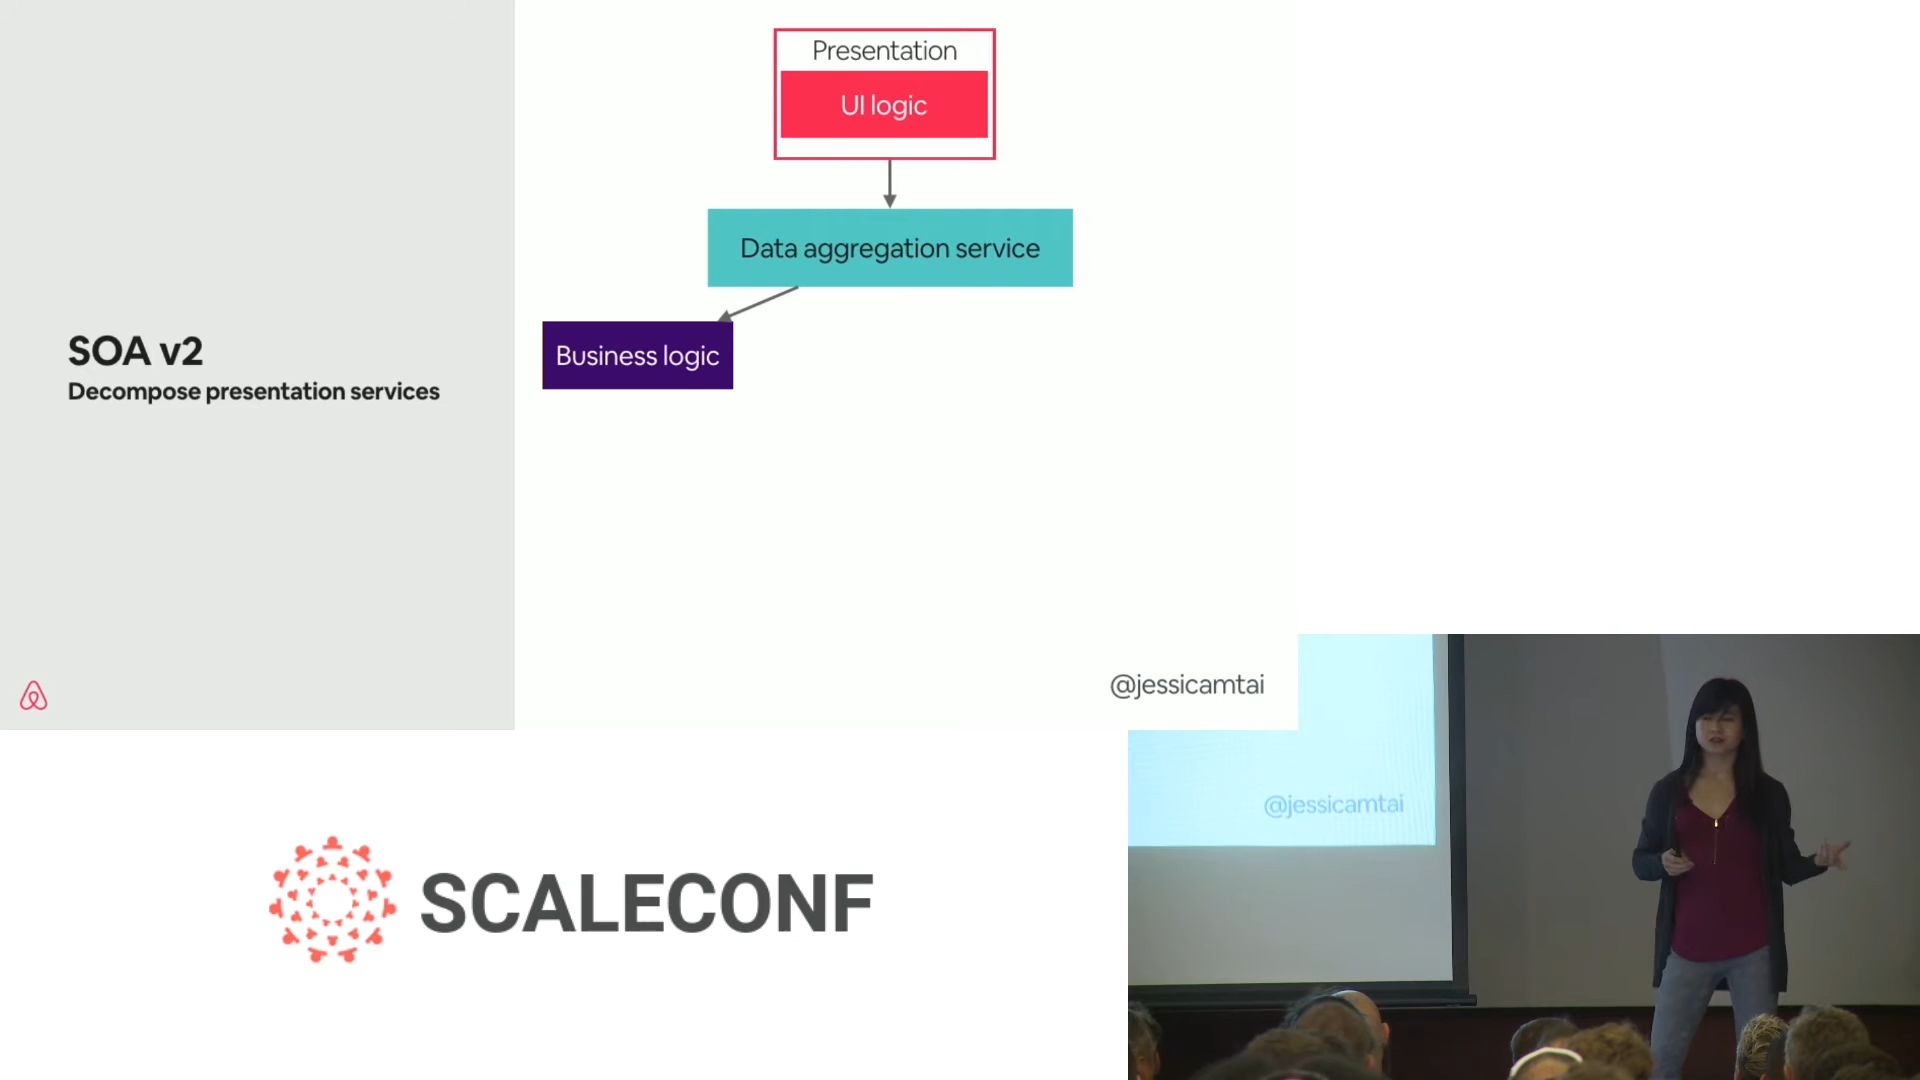 Presentation
UI logic
Data aggregation service
Business logic
SOA v2
Decompose presentation services
@jessicamtai
@jessicamtai
SCALECONF